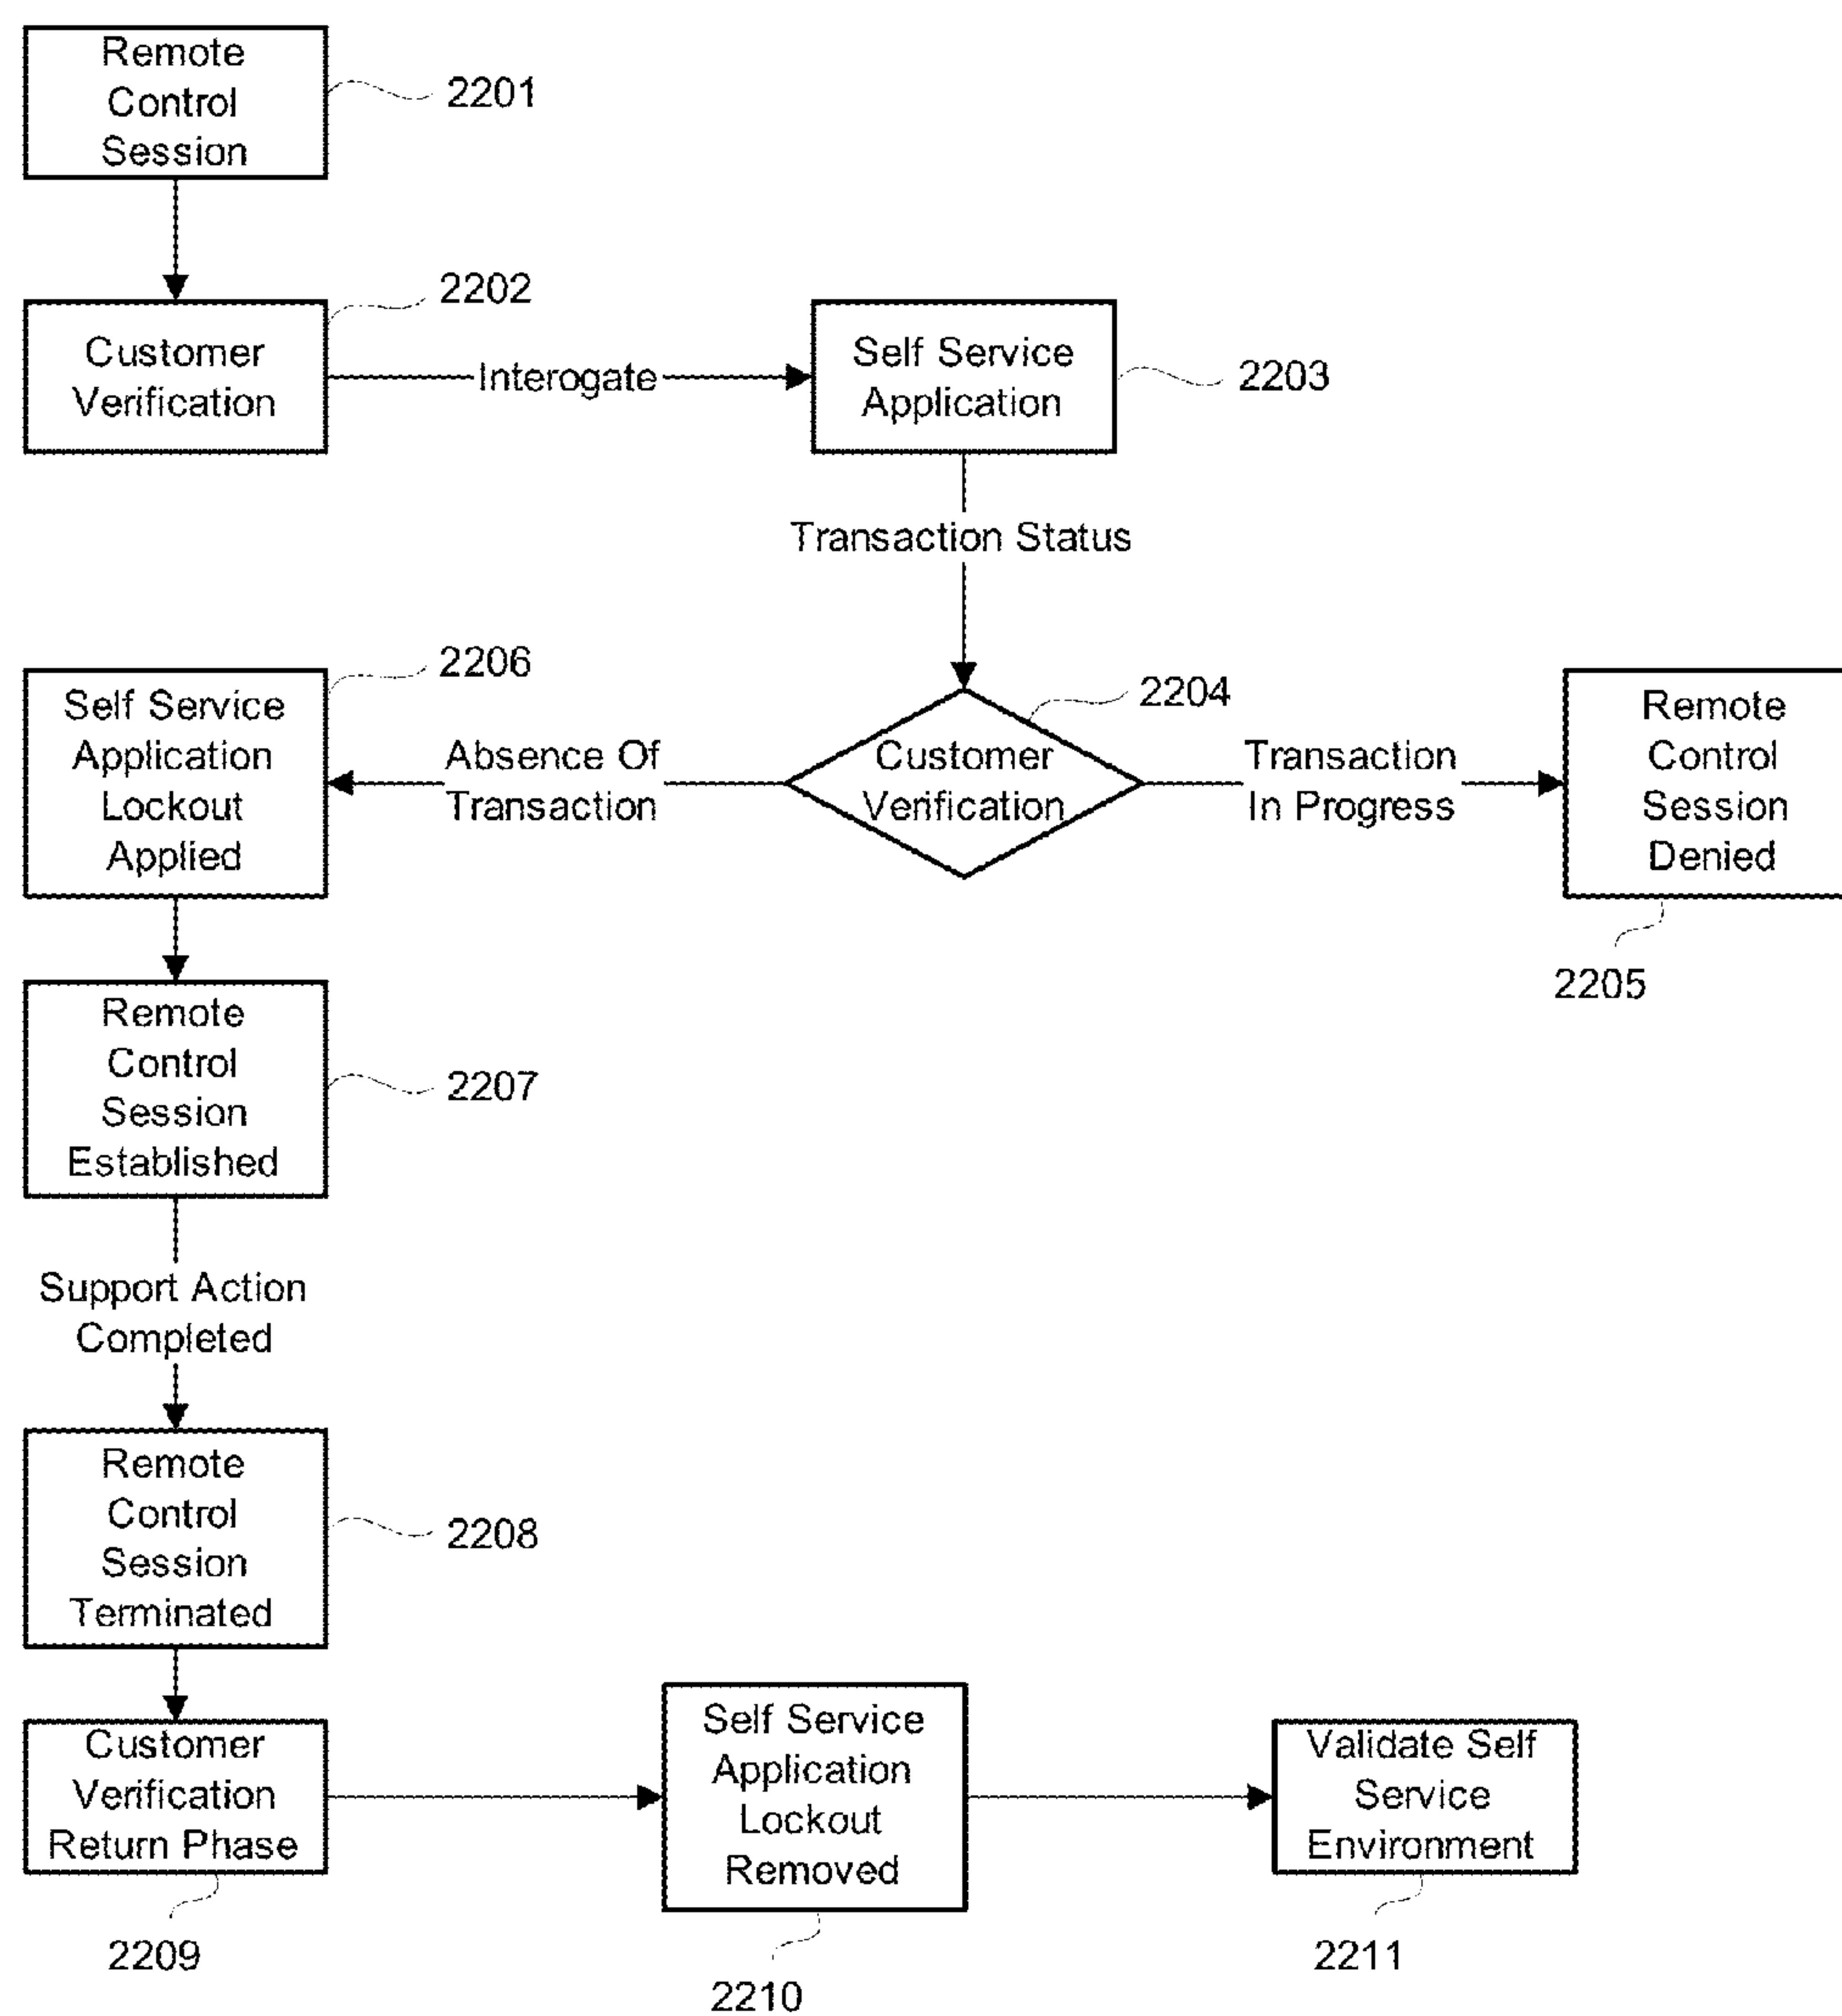 Remote
Control
Session
2201
2202
Customer
Verification
Interogate
Self Service
Application
2203
Transaction Status
2206
Self Service
Application
Lockout
Applied
Absence Of
Transaction
2204
Customer
Verification
Transaction
In Progress
Remote
Control
Session
Denied
2205
Remote
Control
Session
Established
2207
Support Action
Completed
Remote
Control
Session
Terminated
2208
Customer
Verification
Return Phase
2209
Self Service
Application
Lockout
Removed
2210
Validate Self
Service
Environment
2211